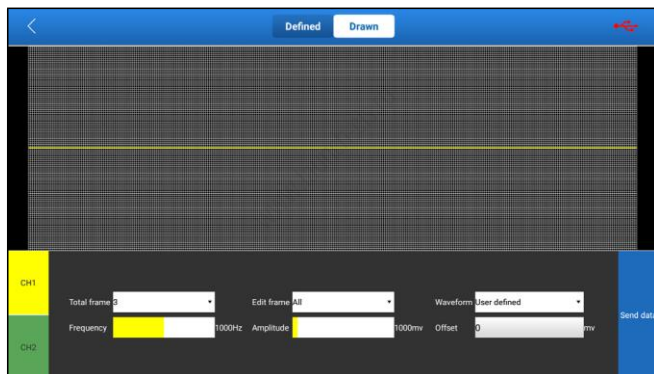 Defined Drawn
CH1
Total frame 3 Edit frame All Waveform User defined
Frequency 1000Hz Amplitude 1000mv Offset 0 mv
Send data
CH2